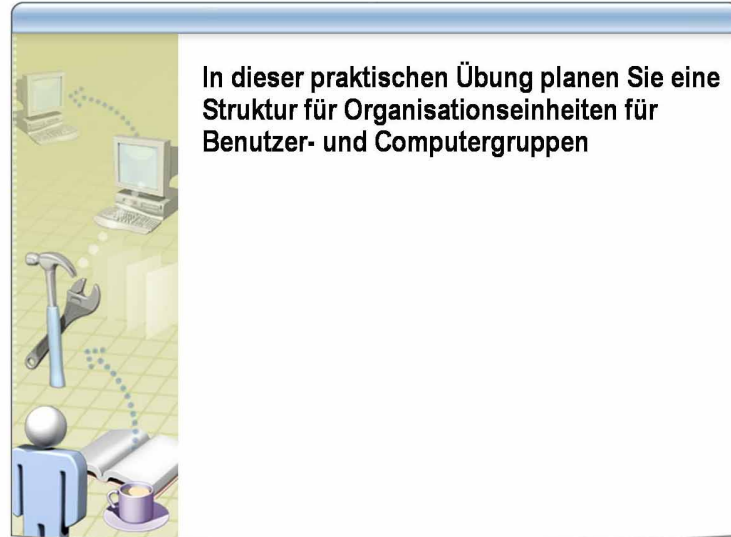 In dieser praktischen Übung planen Sie eine
Struktur für Organisationseinheiten für
Benutzer- und Computergruppen